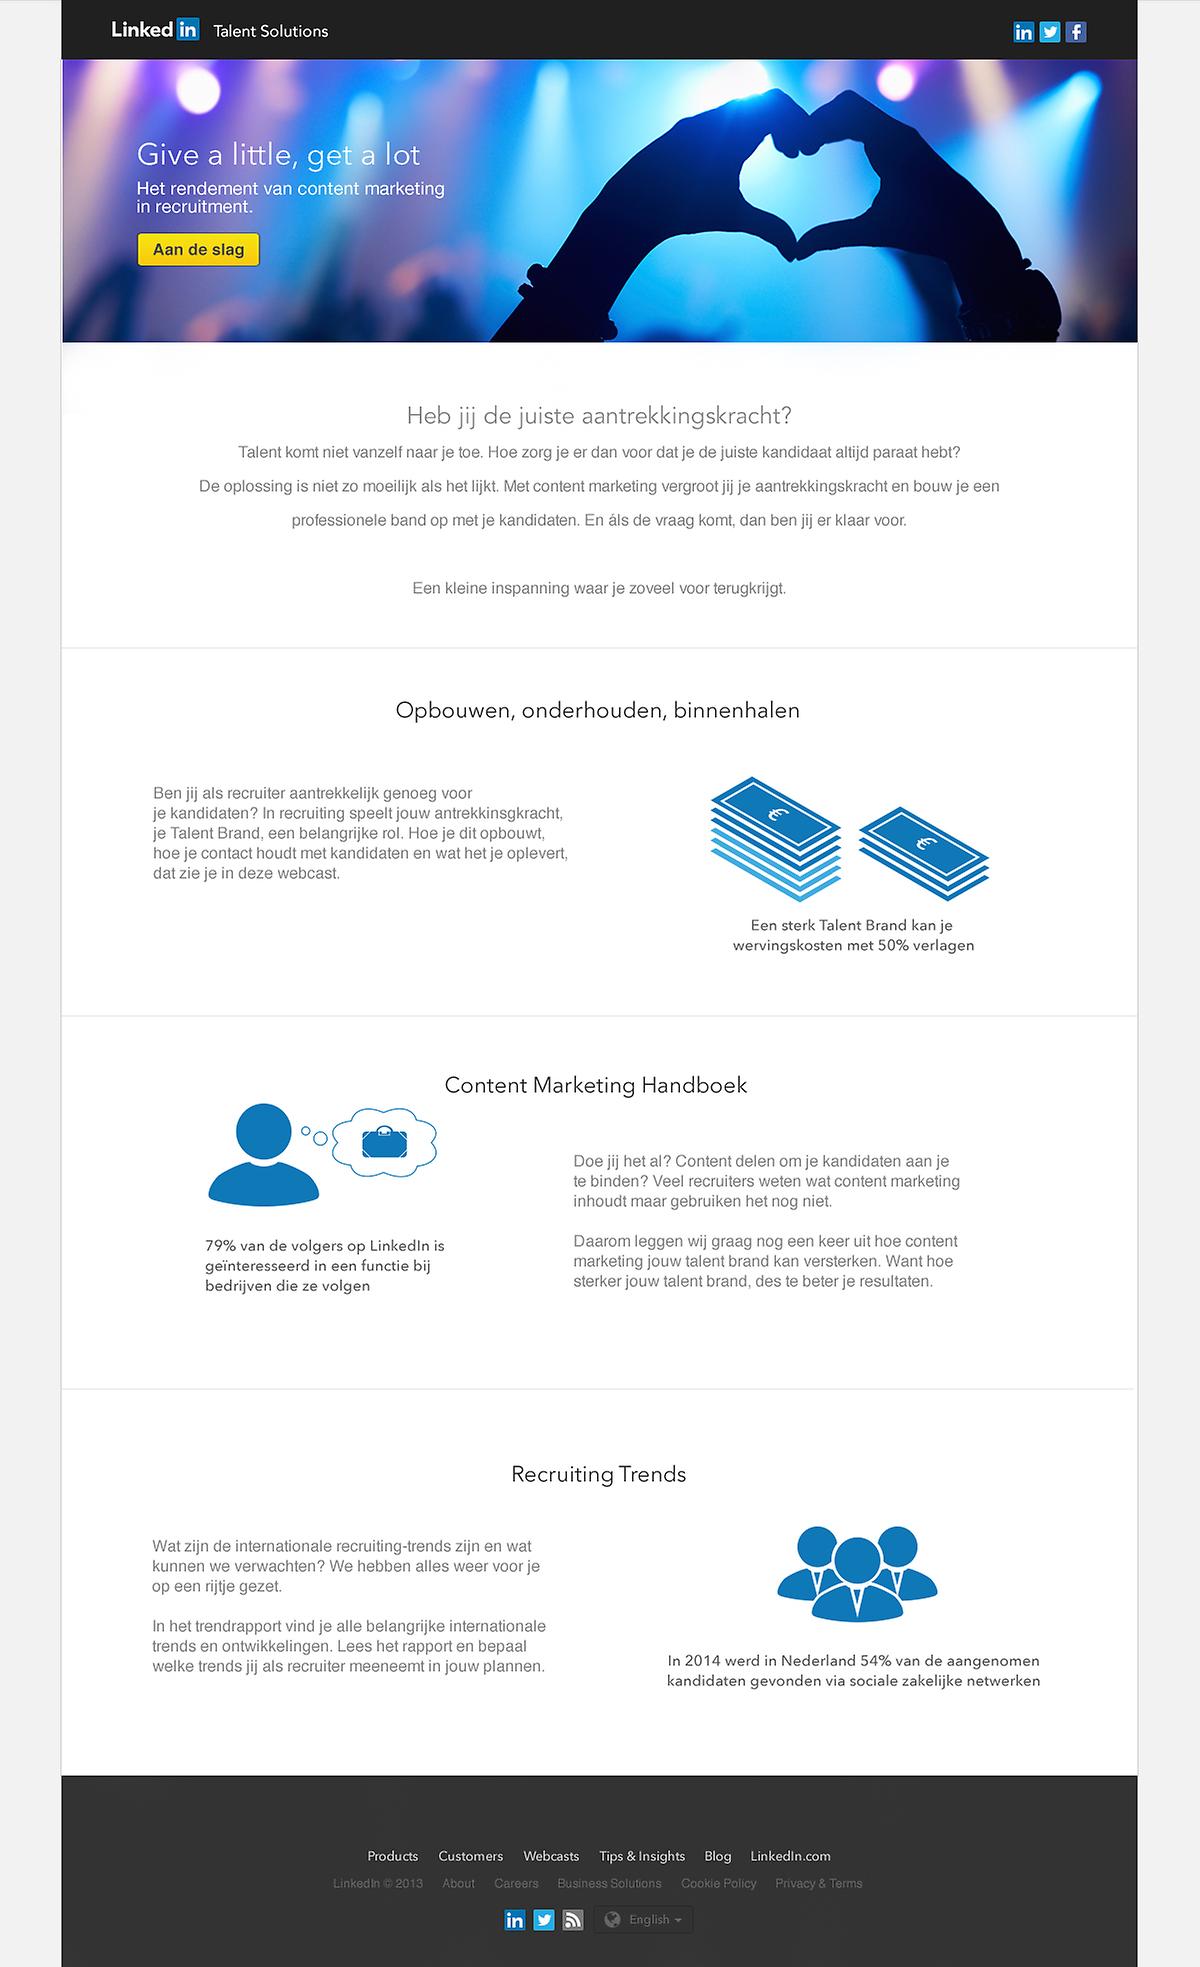 Linked in Talent Solutions
Give a little, get a lot
Het rendement van content marketing
in recruitment.
Aan de slag
Heb jij de juiste aantrekkingskracht?
Talent komt niet vanzelf naar je toe. Hoe zorg je er dan voor dat je de juiste kandidaat altijd paraat hebt?
De oplossing is niet zo moeilijk als het lijkt. Met content marketing vergroot jij je aantrekkingskracht en bouw je een
professionele band op met je kandidaten. En áls de vraag komt, dan ben jij er klaar voor.
Een kleine inspanning waar je zoveel voor terugkrijgt.
Opbouwen, onderhouden, binnenhalen
Ben jij als recruiter aantrekkelijk genoeg voor
je kandidaten? In recruiting speelt jouw antrekkinsgkracht,
je Talent Brand, een belangrijke rol. Hoe je dit opbouwt,
hoe je contact houdt met kandidaten en wat het je oplevert,
dat zie je in deze webcast.
€ €
Een sterk Talent Brand kan je
wervingskosten met 50% verlagen
Content Marketing Handboek
79% van de volgers op LinkedIn is
geïnteresseerd in een functie bij
bedrijven die ze volgen
Doe jij het al? Content delen om je kandidaten aan je
te binden? Veel recruiters weten wat content marketing
inhoudt maar gebruiken het nog niet.
Daarom leggen wij graag nog een keer uit hoe content
marketing jouw talent brand kan versterken. Want hoe
sterker jouw talent brand, des te beter je resultaten.
Recruiting Trends
Wat zijn de internationale recruiting-trends zijn en wat
kunnen we verwachten? We hebben alles weer voor je
op een rijtje gezet.
In het trendrapport vind je alle belangrijke internationale
trends en ontwikkelingen. Lees het rapport en bepaal
welke trends jij als recruiter meeneemt in jouw plannen.
In 2014 werd in Nederland 54% van de aangenomen
kandidaten gevonden via sociale zakelijke netwerken
Products Customers Webcasts Tips & Insights Blog LinkedIn.com
LinkedIn © 2013 About Careers Business Solutions Cookie Policy Privacy & Terms
in English